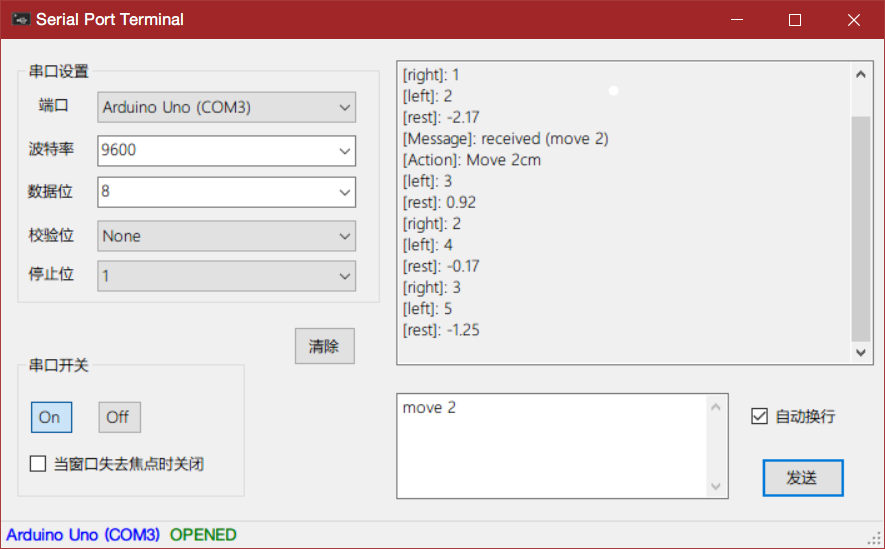 Serial Port Terminal
串口设置
端口 Arduino Uno (COM3)
波特率 9600
数据位 8
校验位 None
停止位 1
清除
串口开关
On Off
当窗口失去焦点时关闭
[right]: 1
[left]: 2
[rest]: -2.17
[Message]: received (move 2)
[Action]: Move 2cm
[left]: 3
[rest]: 0.92
[right]: 2
[left]: 4
[rest]: -0.17
[right]: 3
[left]: 5
[rest]: -1.25
move 2
自动换行
发送
Arduino Uno (COM3) OPENED